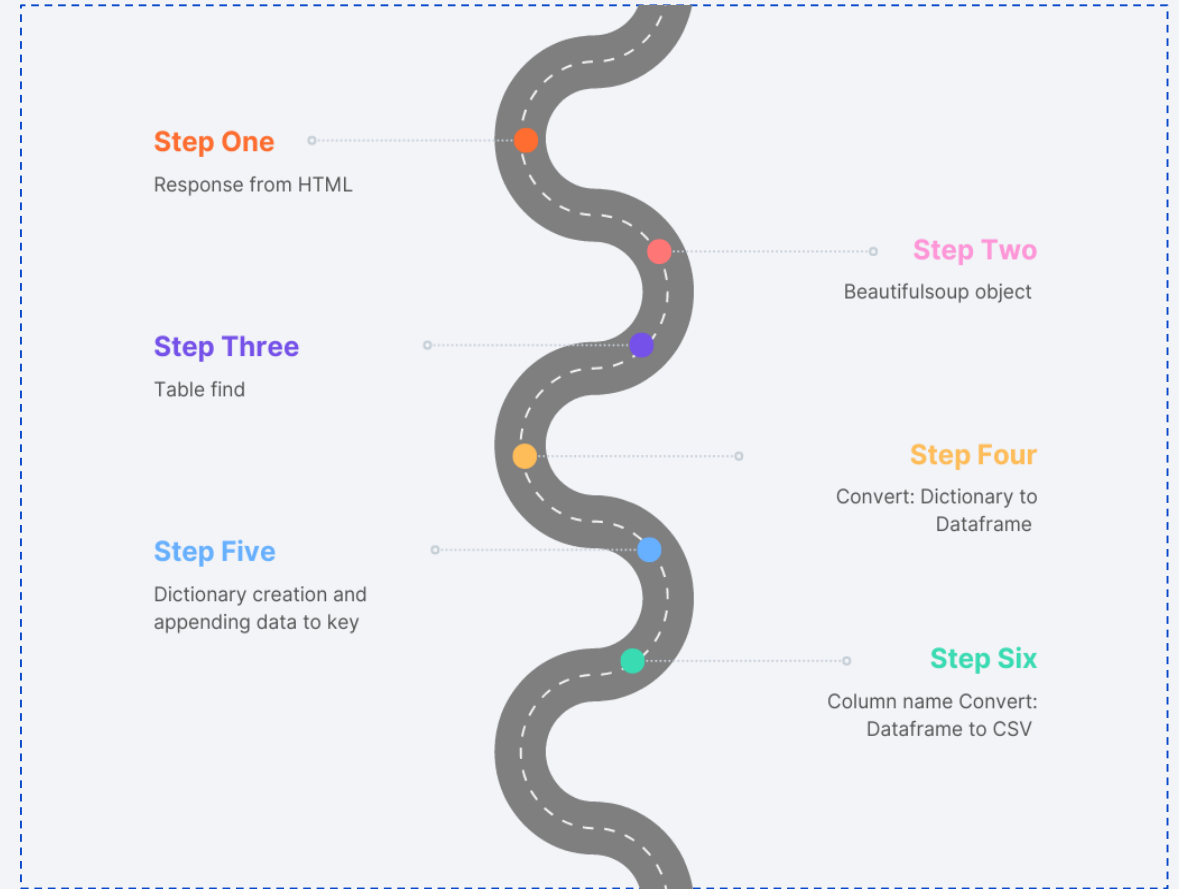 Step One
Response from HTML
Step Two
Beautifulsoup object
Step Three
Table find
Step Four
Convert: Dictionary to
Dataframe
Step Five
Dictionary creation and
appending data to key
Step Six
Column name Convert:
Dataframe to CSV